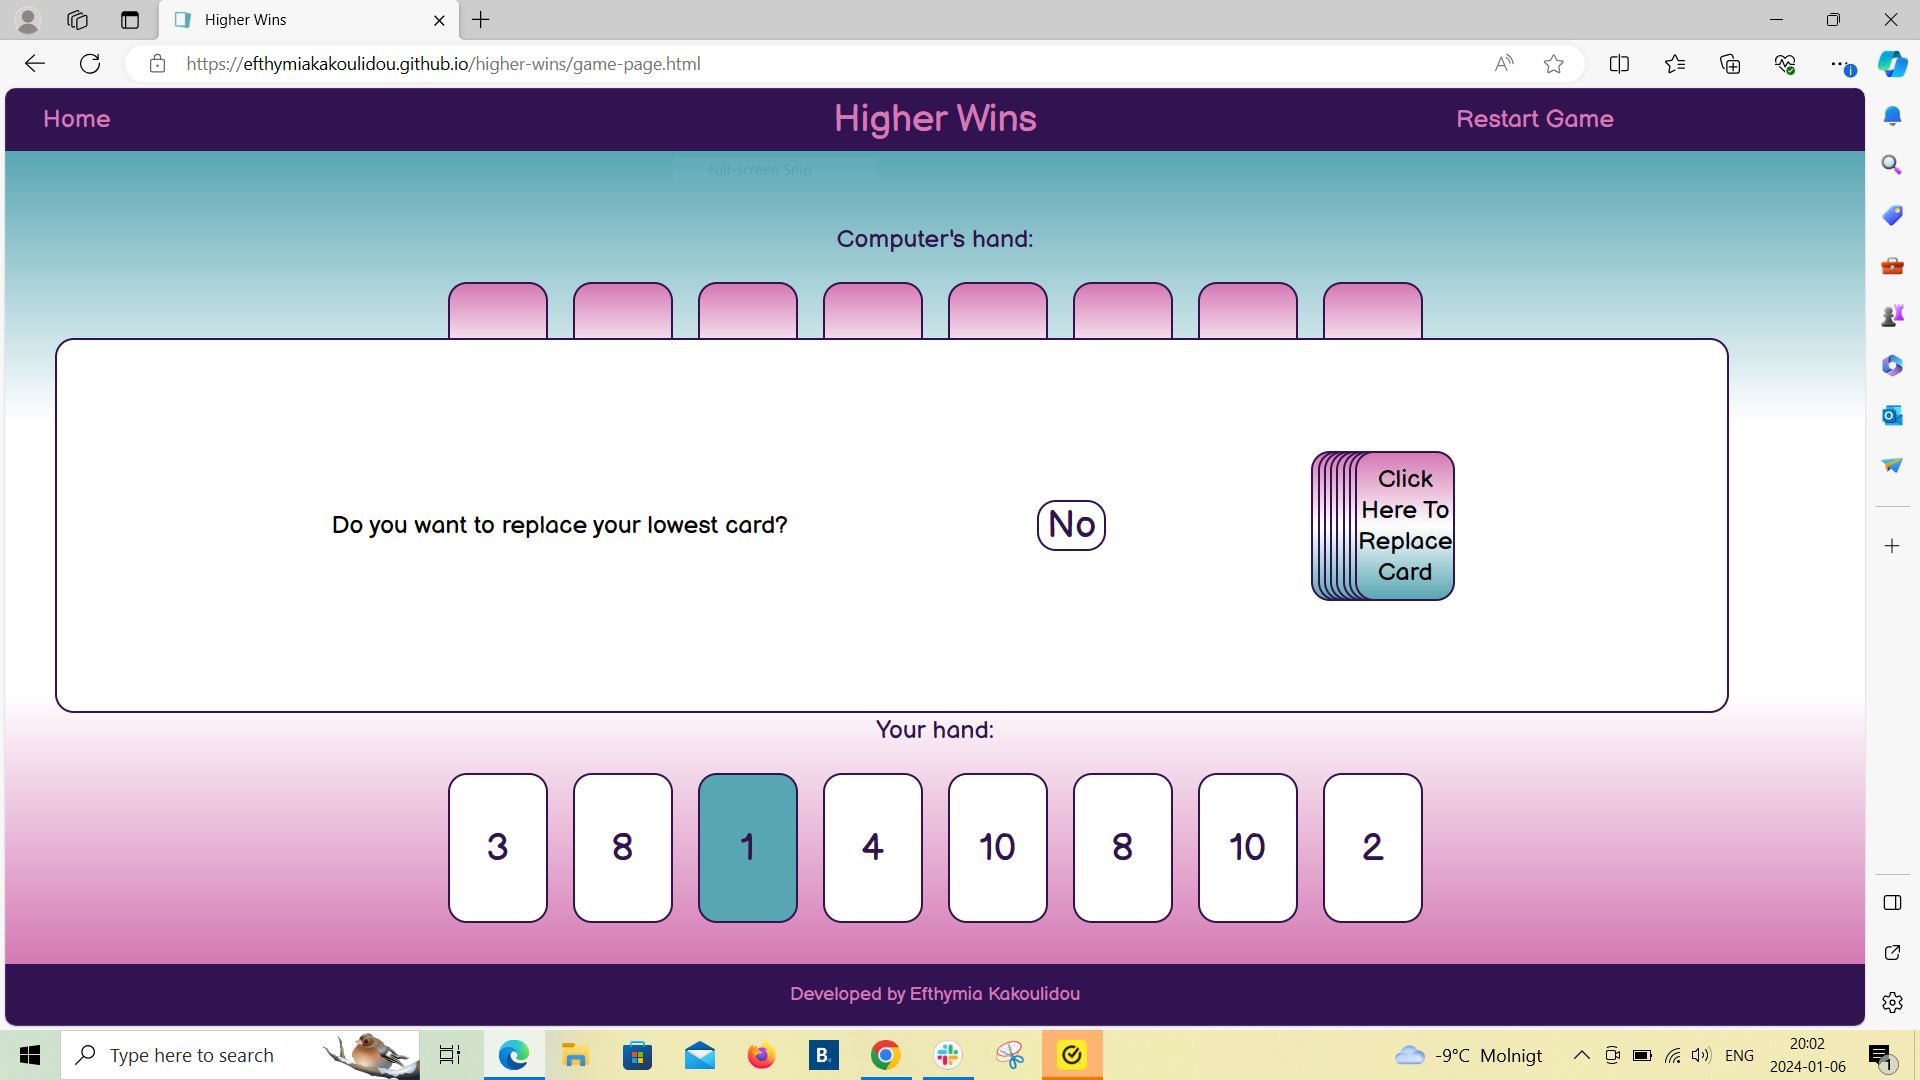 Higher Wins
https://efthymiakakoulidou.github.io/higher-wins/game-page.html
Home
Higher Wins
Restart Game
Full-screen Snip
Computer's hand:
Do you want to replace your lowest card?
No
Click
Here To
Replace
Card
Your hand:
3 8 1 4 10 8 10 2
Developed by Efthymia Kakoulidou
Type here to search
B.
-9°C Molnigt
ENG
20:02
2024-01-06
1